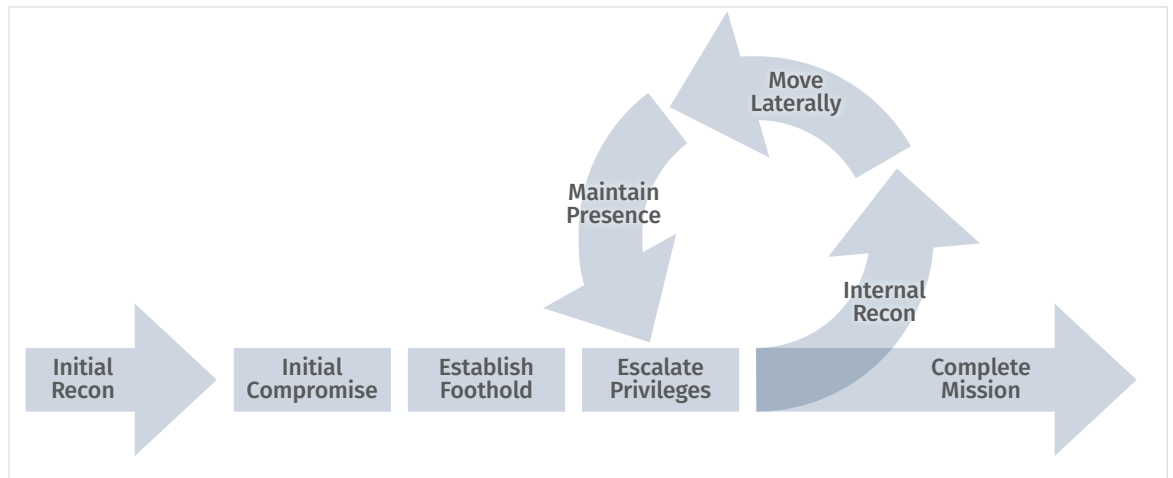 Move
Laterally
Maintain
Presence
Internal
Recon
Initial
Recon
Initial
Compromise
Establish
Foothold
Escalate
Privileges
Complete
Mission